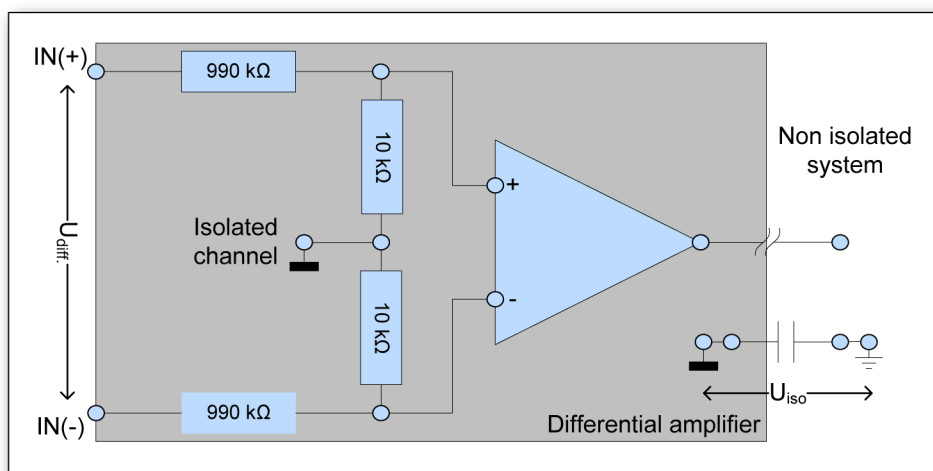 IN(+)
990 kΩ
10 kΩ
Non isolated
system
+
Isolated
channel
Udiff.
10 kΩ
-
Uiso
990 kΩ
IN(-)
Differential amplifier